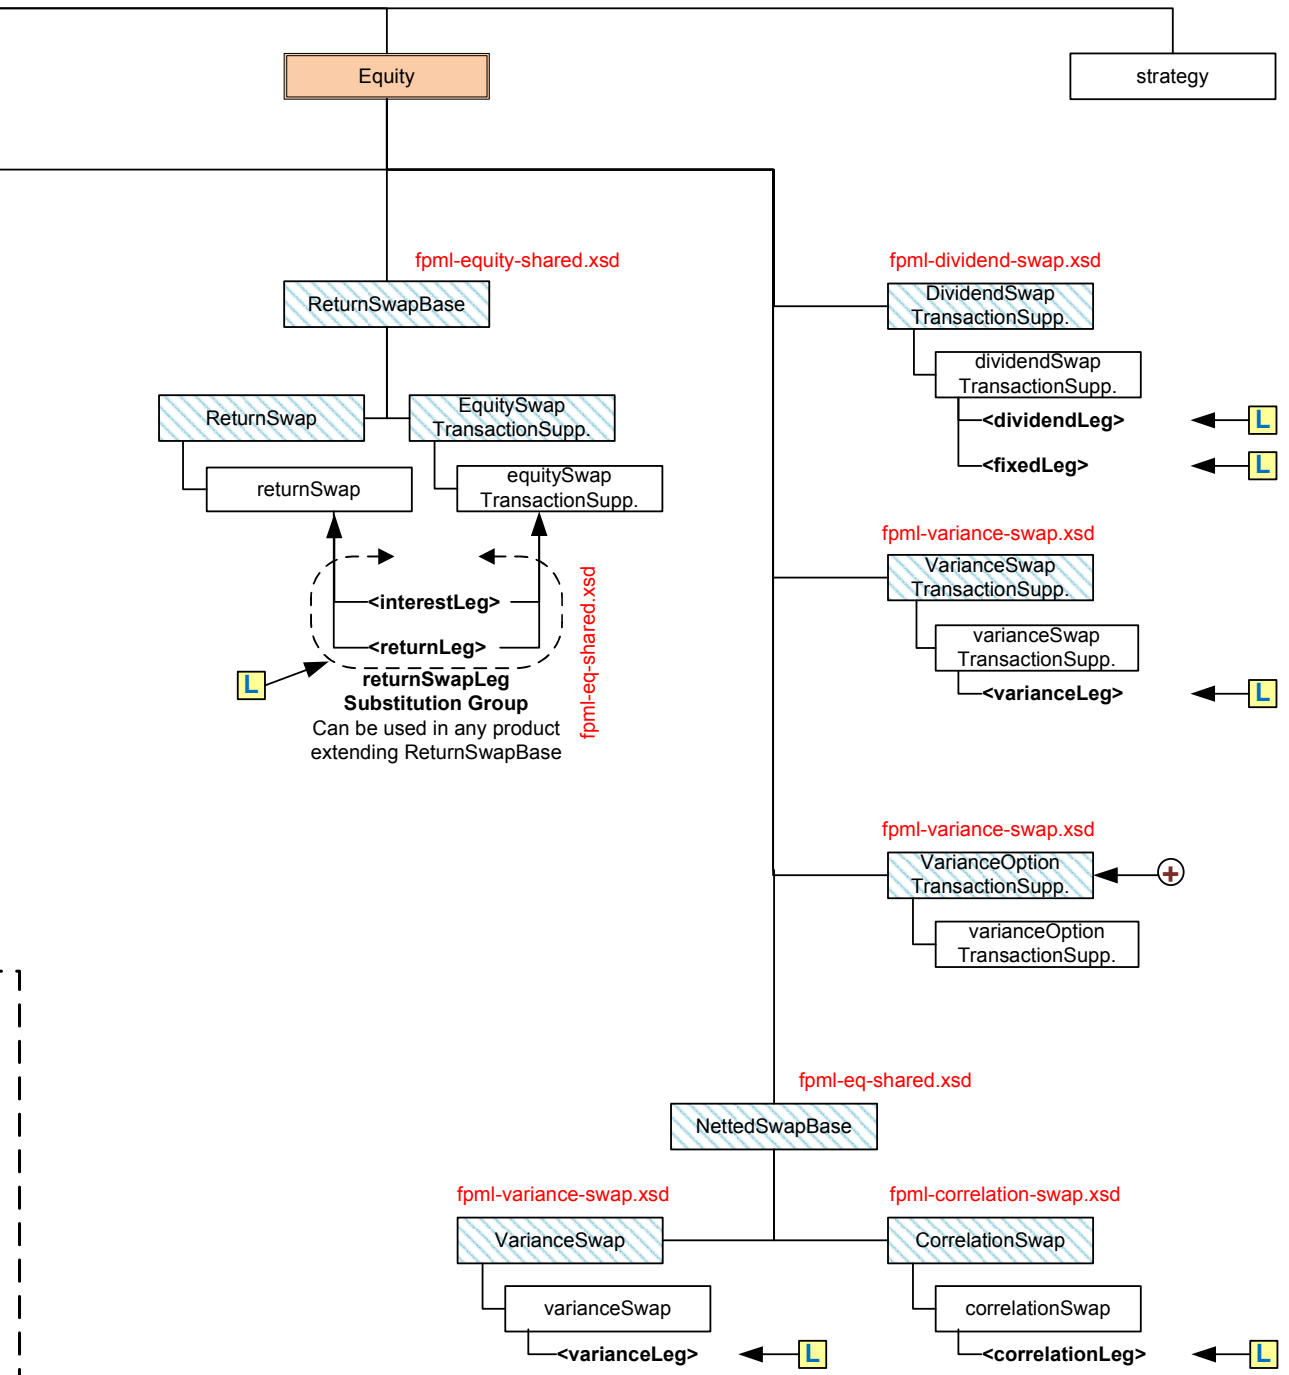 Equity
strategy
fpml-equity-shared.xsd
ReturnSwapBase
ReturnSwap
EquitySwap
TransactionSupp.
returnSwap
equitySwap
TransactionSupp.
<interestLeg>
<returnLeg>
L
returnSwapLeg
Substitution Group
Can be used in any product
extending ReturnSwapBase
fpml-eq-shared.xsd
fpml-dividend-swap.xsd
DividendSwap
TransactionSupp.
dividendSwap
TransactionSupp.
<dividendLeg>
L
<fixedLeg>
L
fpml-variance-swap.xsd
VarianceSwap
TransactionSupp.
varianceSwap
TransactionSupp.
<varianceLeg>
L
fpml-variance-swap.xsd
VarianceOption
TransactionSupp.
+
varianceOption
TransactionSupp.
fpml-eq-shared.xsd
NettedSwapBase
fpml-variance-swap.xsd
VarianceSwap
varianceSwap
<varianceLeg>
L
fpml-correlation-swap.xsd
CorrelationSwap
correlationSwap
<correlationLeg>
L